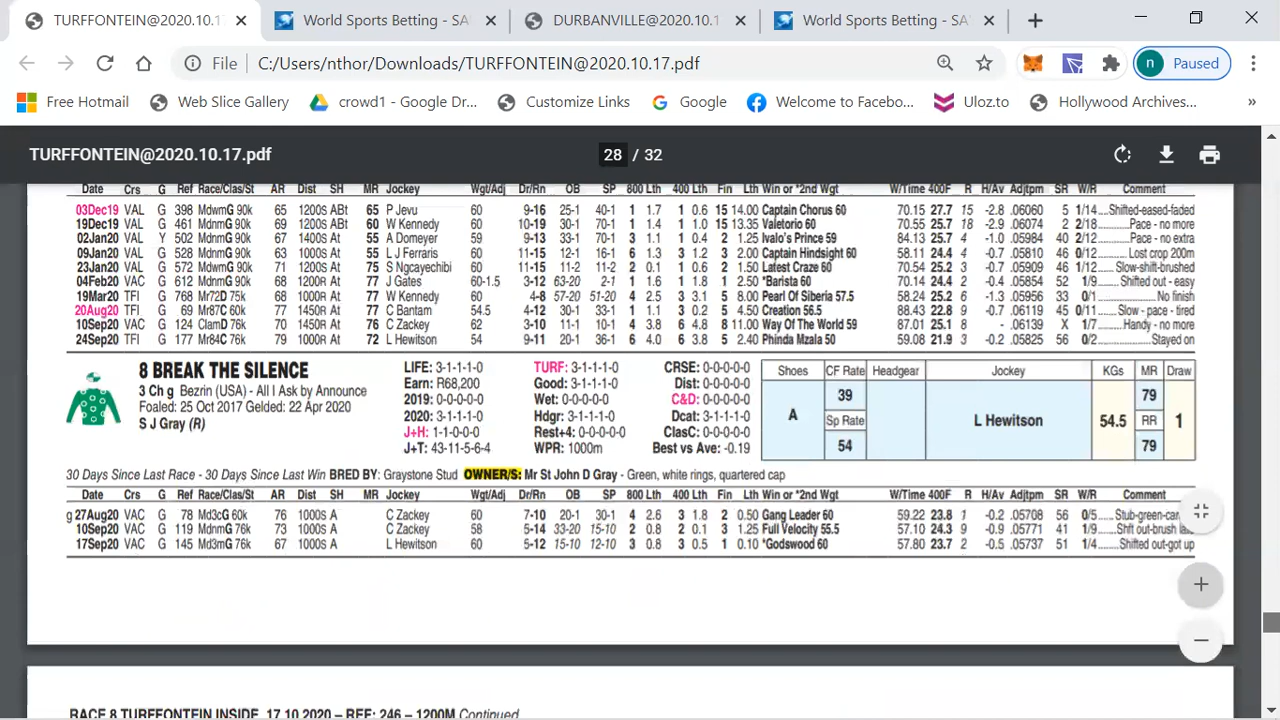 TURFFONTEIN@2020.10.1
World Sports Betting - SA
DURBANVILLE@2020.10.1
World Sports Betting - SA
File C:/Users/nthor/Downloads/TURFFONTEIN@2020.10.17.pdf
n Paused
Free Hotmail Web Slice Gallery crowd1 - Google Dr... Customize Links Google Welcome to Facebo... Uloz.to Hollywood Archives... »
TURFFONTEIN@2020.10.17.pdf 28 / 32
Date Crs G Ref Race/Clas/St AR Dist SH MR Jockey Wgt/Adj Dr/Rn OB SP 800 Lth 400 Lth Fin Lth Win or *2nd Wgt W/Time 400F R H/Av Adjtpm SR W/R Comment
03Dec19 VAL G 398 MdwmG 90k 65 1200S ABt 65 P Jevu 60 9-16 25-1 40-1 1 1.7 1 0.6 15 14.00 Captain Chorus 60 70.15 27.7 15 -2.8 .06060 5 1/14....Shifted-eased-faded
19Dec19 VAL G 461 MdnmG 90k 69 1200S ABt 60 W Kennedy 60 10-19 30-1 70-1 1 1.4 1 1.0 15 13.35 Valetorio 60 70.55 25.7 18 -2.9 .06074 2 2/18.......Pace - no more
02Jan20 VAL Y 502 MdwmG 90k 67 1400S At 55 A Domeyer 59 9-13 33-1 70-1 3 1.1 1 0.4 2 1.25 Ivalo's Prince 59 84.13 25.7 4 -1.0 .05984 40 2/12........Pace - no extra
09Jan20 VAL G 528 MdnmG 90k 63 1000S At 55 L J Ferraris 60 11-15 12-1 16-1 6 1.3 3 1.2 2 3.00 Captain Hindsight 60 58.11 24.4 4 -0.7 .05810 46 0/12........Lost crop 200m
23Jan20 VAL G 572 MdwmG 90k 71 1200S At 75 S Ngcayechibi 60 11-15 11-2 11-2 2 0.1 1 0.6 2 1.50 Latest Craze 60 70.54 25.2 3 -0.7 .05909 46 1/12......Slow-shift-brushed
04Feb20 VAC G 612 MdnmG 90k 68 1200R At 77 J Gates 60-1.5 3-12 63-20 2-1 1 1.6 1 1.8 1 2.50 *Barista 60 70.14 24.4 2 -0.4 .05854 52 1/9.......Shifted out - easy
19Mar20 TFI G 768 Mr72D 75k 68 1000R At 77 W Kennedy 60 4-8 57-20 51-20 4 2.5 3 3.1 5 8.00 Pearl Of Siberia 57.5 58.24 25.2 6 -1.3 .05956 33 0/1....................No finish
20Aug20 TFI G 69 Mr87C 60k 81 1450R At 77 C Bantam 54.5 4-12 30-1 33-1 1 1.1 3 0.2 5 4.50 Creation 56.5 88.43 22.8 9 -0.7 .06119 45 0/11........Slow - pace - tired
10Sep20 VAC G 124 ClamD 76k 70 1450R At 76 C Zackey 62 3-10 11-1 10-1 4 3.8 6 4.8 8 11.00 Way Of The World 59 87.01 25.1 8 - .06139 X 1/7..........Handy - no more
24Sep20 TFI G 177 Mr84C 76k 79 1000R At 72 L Hewitson 54 9-11 20-1 36-1 6 4.0 6 3.8 5 2.40 Phinda Mzala 50 59.08 21.9 3 -0.2 .05825 56 0/2....................Stayed on
8 BREAK THE SILENCE
3 Ch g Bezrin (USA) - All I Ask by Announce
Foaled: 25 Oct 2017 Gelded: 22 Apr 2020
S J Gray (R)
LIFE: 3-1-1-1-0 TURF: 3-1-1-1-0 CRSE: 0-0-0-0-0
Earn: R68,200 Good: 3-1-1-1-0 Dist: 0-0-0-0-0
2019: 0-0-0-0-0 Wet: 0-0-0-0-0 C&D: 0-0-0-0-0
2020: 3-1-1-1-0 Hdgr: 3-1-1-1-0 Dcat: 3-1-1-1-0
J+H: 1-1-0-0-0 Rest+4: 0-0-0-0-0 ClasC: 0-0-0-0-0
J+T: 43-11-5-6-4 WPR: 1000m Best vs Ave: -0.19
Shoes CF Rate Headgear Jockey KGs MR Draw
A 39 L Hewitson 54.5 79 1
Sp Rate RR
54 79
30 Days Since Last Race - 30 Days Since Last Win BRED BY: Graystone Stud OWNER/S: Mr St John D Gray - Green, white rings, quartered cap
Date Crs G Ref Race/Clas/St AR Dist SH MR Jockey Wgt/Adj Dr/Rn OB SP 800 Lth 400 Lth Fin Lth Win or *2nd Wgt W/Time 400F R H/Av Adjtpm SR W/R Comment
g 27Aug20 VAC G 78 Md3cG 60k 76 1000S A C Zackey 60 7-10 20-1 30-1 4 2.6 3 1.8 2 0.50 Gang Leader 60 59.22 23.8 1 -0.2 .05708 56 0/5.......Stub-green-
10Sep20 VAC G 119 MdnmG 76k 73 1000S A C Zackey 58 5-14 33-20 15-10 2 0.8 2 0.1 3 1.25 Full Velocity 55.5 57.10 24.3 9 -0.9 .05771 41 1/9.....Shft out-brush
17Sep20 VAC G 145 Md3mG 76k 67 1000S A L Hewitson 60 5-12 15-10 12-10 3 0.8 3 0.5 1 0.10 *Godswood 60 57.80 23.7 2 -0.5 .05737 51 1/4........Shifted out-got up
RACE 8 TURFFONTEIN INSIDE 17.10.2020 – REF: 246 -1200M Continued